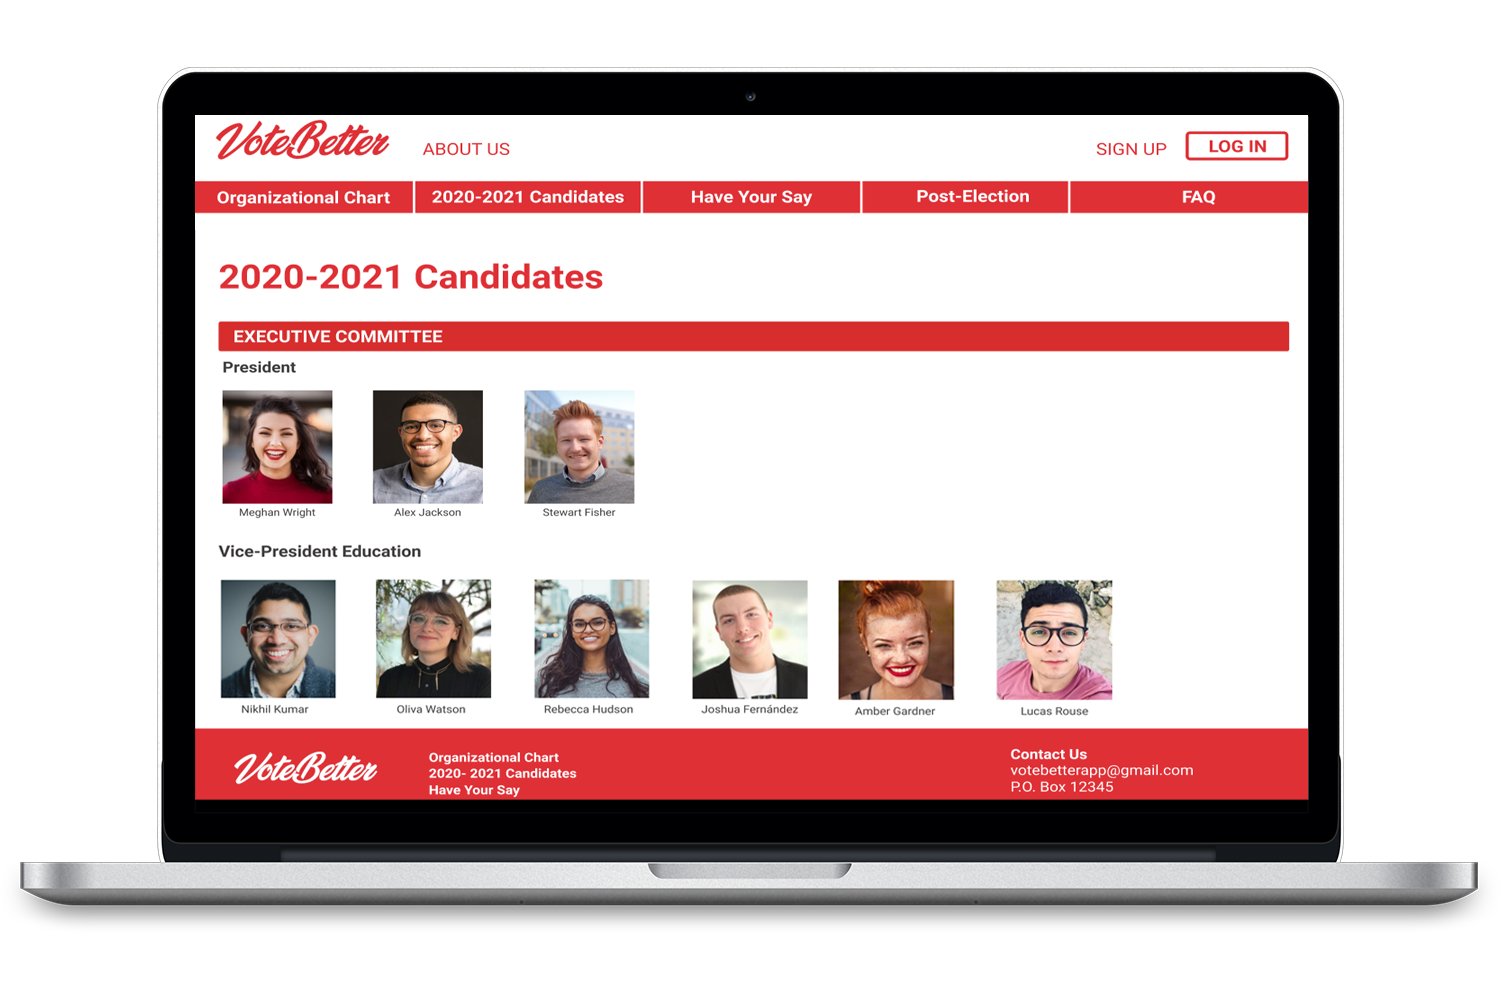 VoteBetter
ABOUT US
SIGN UP
LOG IN
Organizational Chart
2020-2021 Candidates
Have Your Say
Post-Election
FAQ
2020-2021 Candidates
EXECUTIVE COMMITTEE
President
Meghan Wright
Alex Jackson
Stewart Fisher
Vice-President Education
Nikhil Kumar
Oliva Watson
Rebecca Hudson
Joshua Fernández
Amber Gardner
Lucas Rouse
VoteBetter
Organizational Chart
2020- 2021 Candidates
Have Your Say
Contact Us
votebetterapp@gmail.com
P.O. Box 12345